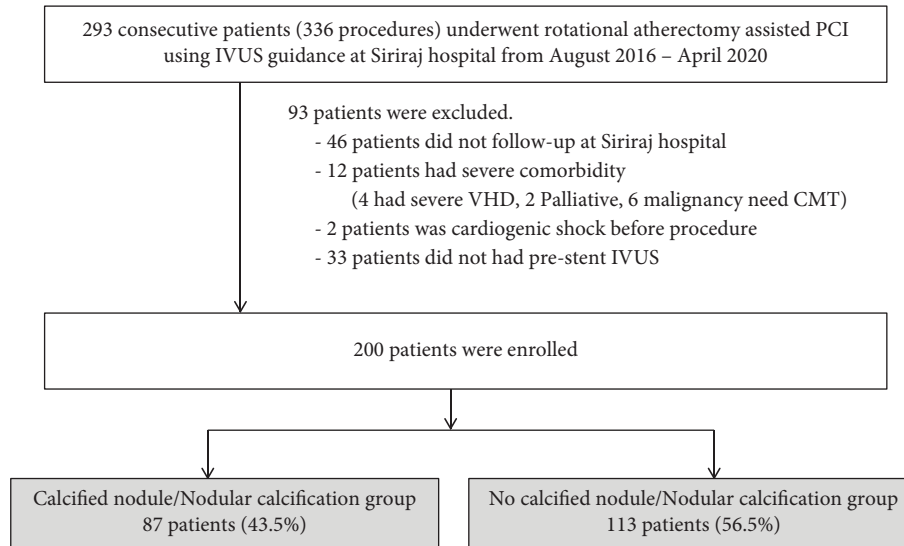 293 consecutive patients (336 procedures) underwent rotational atherectomy assisted PCI
using IVUS guidance at Siriraj hospital from August 2016 – April 2020
93 patients were excluded.
- 46 patients did not follow-up at Siriraj hospital
- 12 patients had severe comorbidity
(4 had severe VHD, 2 Palliative, 6 malignancy need CMT)
- 2 patients was cardiogenic shock before procedure
- 33 patients did not had pre-stent IVUS
200 patients were enrolled
Calcified nodule/Nodular calcification group
87 patients (43.5%)
No calcified nodule/Nodular calcification group
113 patients (56.5%)